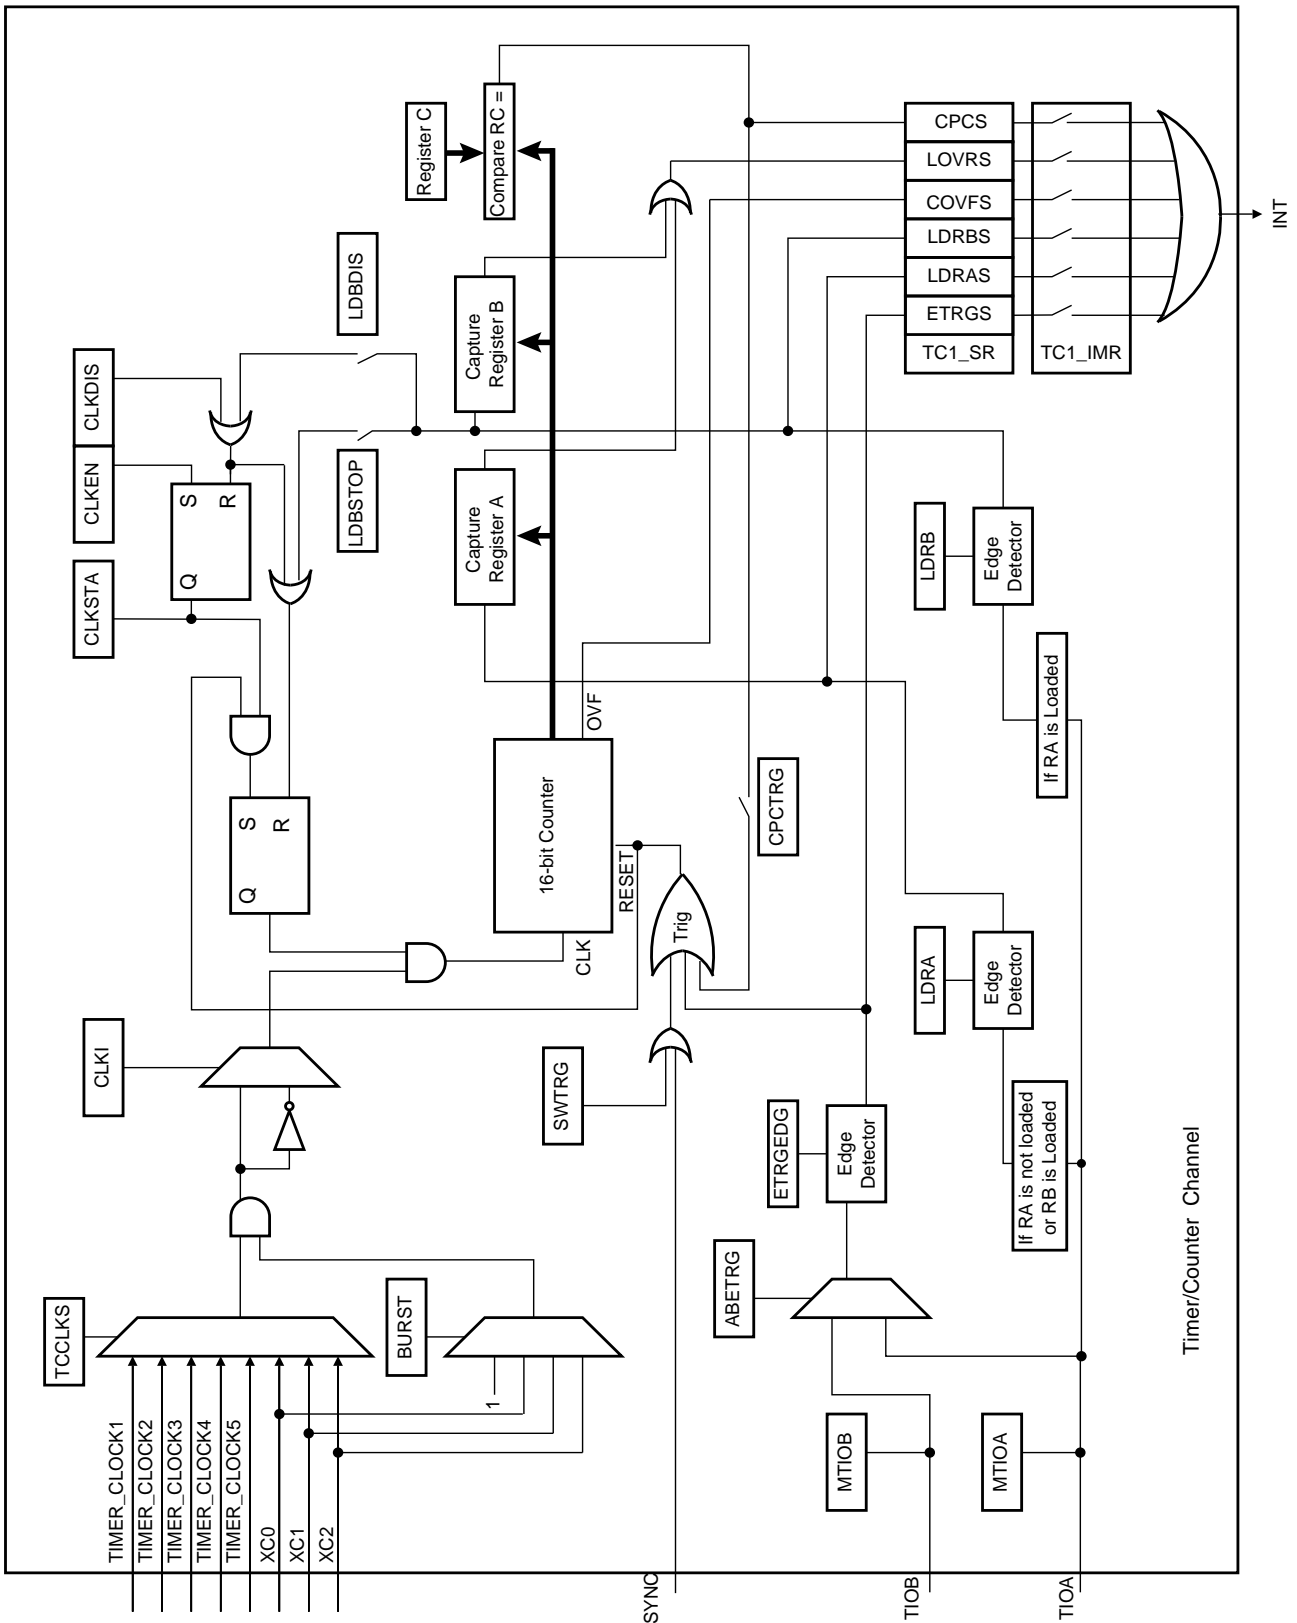 TCCLKS
TIMER_CLOCK1
TIMER_CLOCK2
TIMER_CLOCK3
TIMER_CLOCK4
TIMER_CLOCK5
XC0
XC1
XC2
BURST
1
CLKI
CLKSTA
CLKEN
CLKDIS
Q
S
R
Q
S
R
LDBSTOP
LDBDIS
SYNC
SWTRG
Trig
16-bit Counter
CLK
RESET
OVF
CPCTRG
Capture
Register A
Capture
Register B
Register C
Compare RC =
TIOB
MTIOB
TIOA
MTIOA
ABETRG
ETRGEDG
Edge
Detector
If RA is not loaded
or RB is Loaded
LDRA
Edge
Detector
If RA is Loaded
LDRB
Edge
Detector
CPCS
LOVRS
COVFS
LDRBS
LDRAS
ETRGS
TC1_SR
TC1_IMR
INT
Timer/Counter Channel